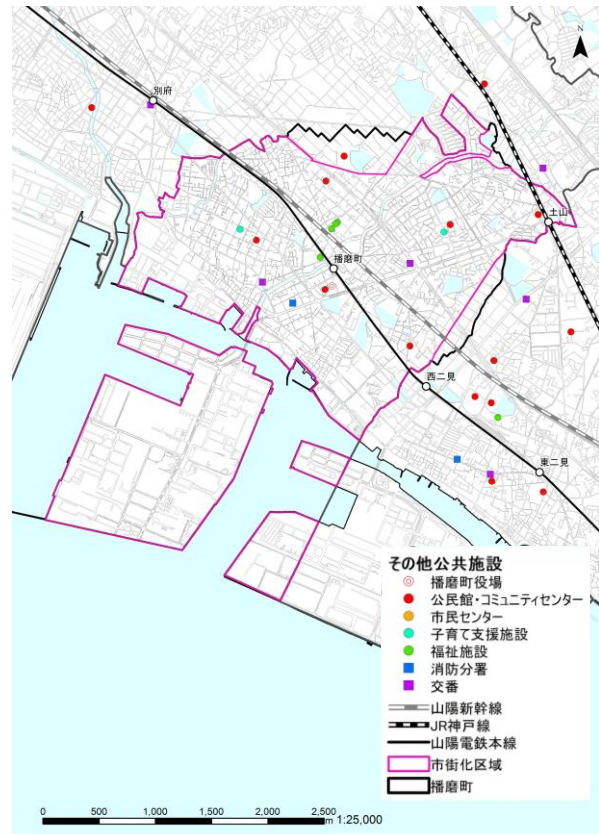 N
別府
土山
播磨町
西二見
東二見
その他公共施設
播磨町役場
公民館・コミュニティセンター
市民センター
子育て支援施設
福祉施設
消防分署
交番
山陽新幹線
JR神戸線
山陽電鉄本線
市街化区域
播磨町
0 500 1,000 1,500 2,000 2,500
m 1:25,000